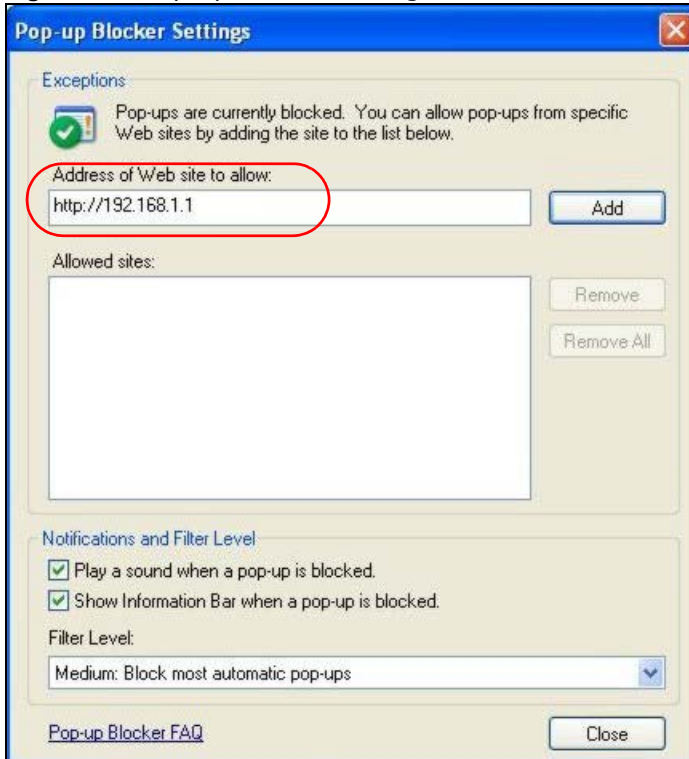 Pop-up Blocker Settings
Exceptions
Pop-ups are currently blocked. You can allow pop-ups from specific
Web sites by adding the site to the list below.
Address of Web site to allow:
http://192.168.1.1
Add
Allowed sites:
Remove
Remove All
Notifications and Filter Level
Play a sound when a pop-up is blocked.
Show Information Bar when a pop-up is blocked.
Filter Level:
Medium: Block most automatic pop-ups
Pop-up Blocker FAQ
Close